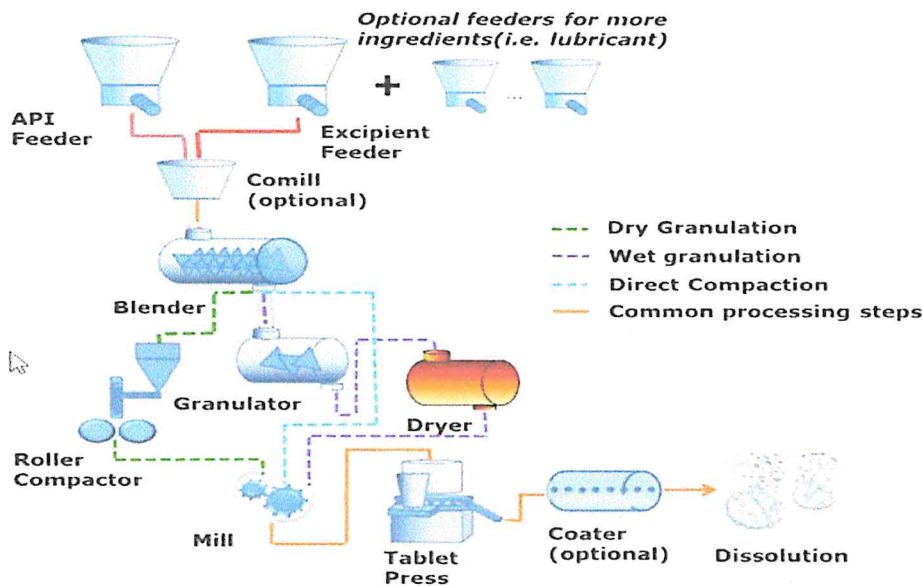 Optional feeders for more
ingredients(i.e. lubricant)
+
...
API
Feeder
Excipient
Feeder
Comill
(optional)
Dry Granulation
Wet granulation
Direct Compaction
Common processing steps
Blender
Granulator
Dryer
Roller
Compactor
Mill
Tablet
Press
Coater
(optional)
Dissolution